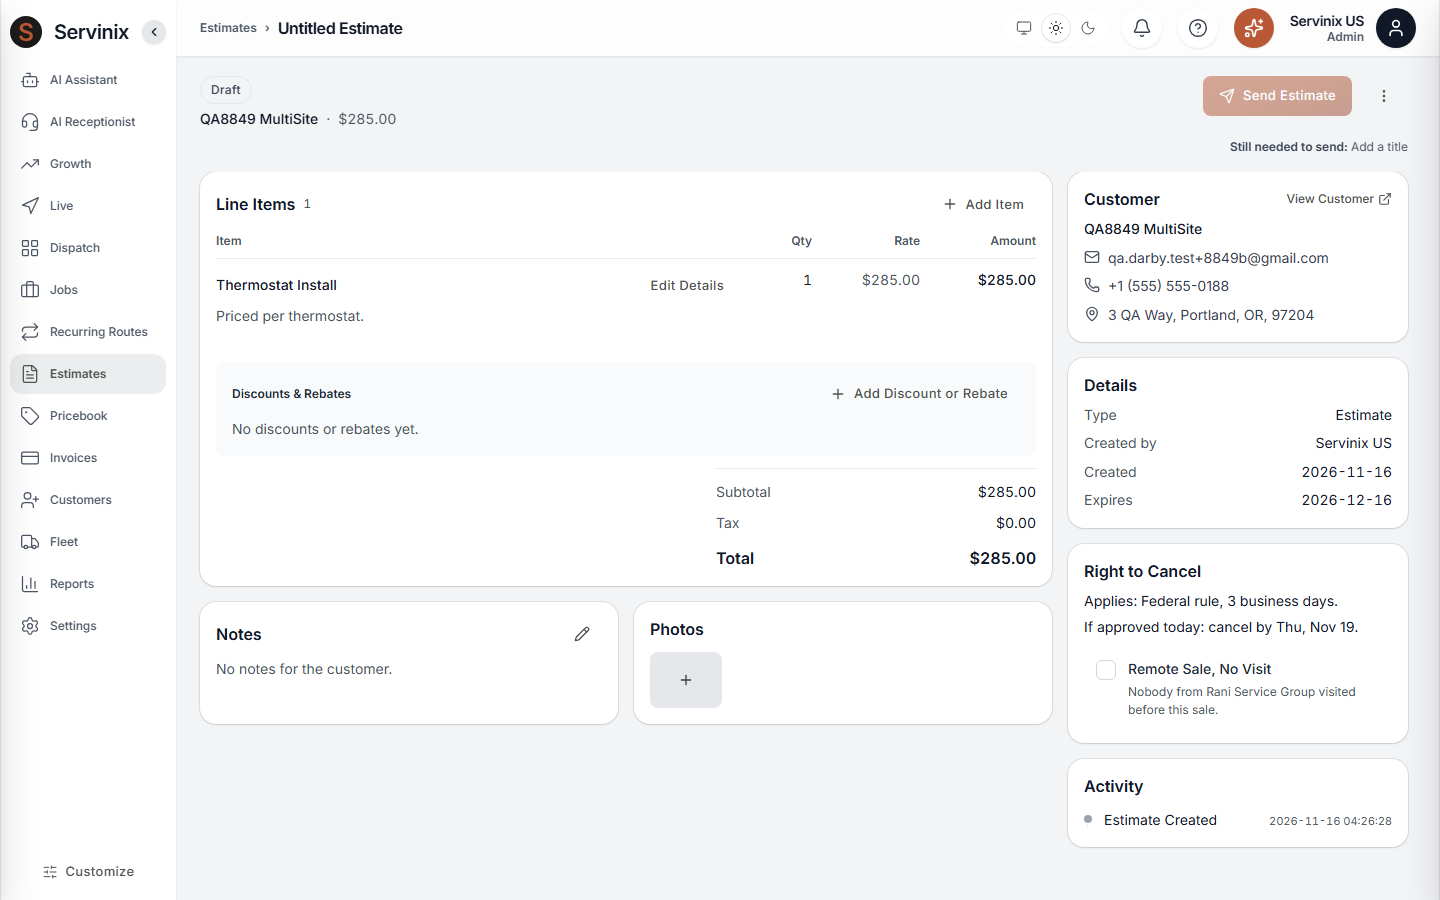 S Servinix
AI Assistant
AI Receptionist
Growth
Live
Dispatch
Jobs
Recurring Routes
Estimates
Pricebook
Invoices
Customers
Fleet
Reports
Settings
Customize
Estimates › Untitled Estimate
Servinix US
Admin
Draft
QA8849 MultiSite · $285.00
Send Estimate
Still needed to send: Add a title
Line Items 1
Add Item
Item Qty Rate Amount
Thermostat Install Edit Details 1 $285.00 $285.00
Priced per thermostat.
Discounts & Rebates
Add Discount or Rebate
No discounts or rebates yet.
Subtotal $285.00
Tax $0.00
Total $285.00
Notes
No notes for the customer.
Photos
Customer
View Customer
QA8849 MultiSite
qa.darby.test+8849b@gmail.com
+1 (555) 555-0188
3 QA Way, Portland, OR, 97204
Details
Type Estimate
Created by Servinix US
Created 2026-11-16
Expires 2026-12-16
Right to Cancel
Applies: Federal rule, 3 business days.
If approved today: cancel by Thu, Nov 19.
Remote Sale, No Visit
Nobody from Rani Service Group visited
before this sale.
Activity
Estimate Created 2026-11-16 04:26:28